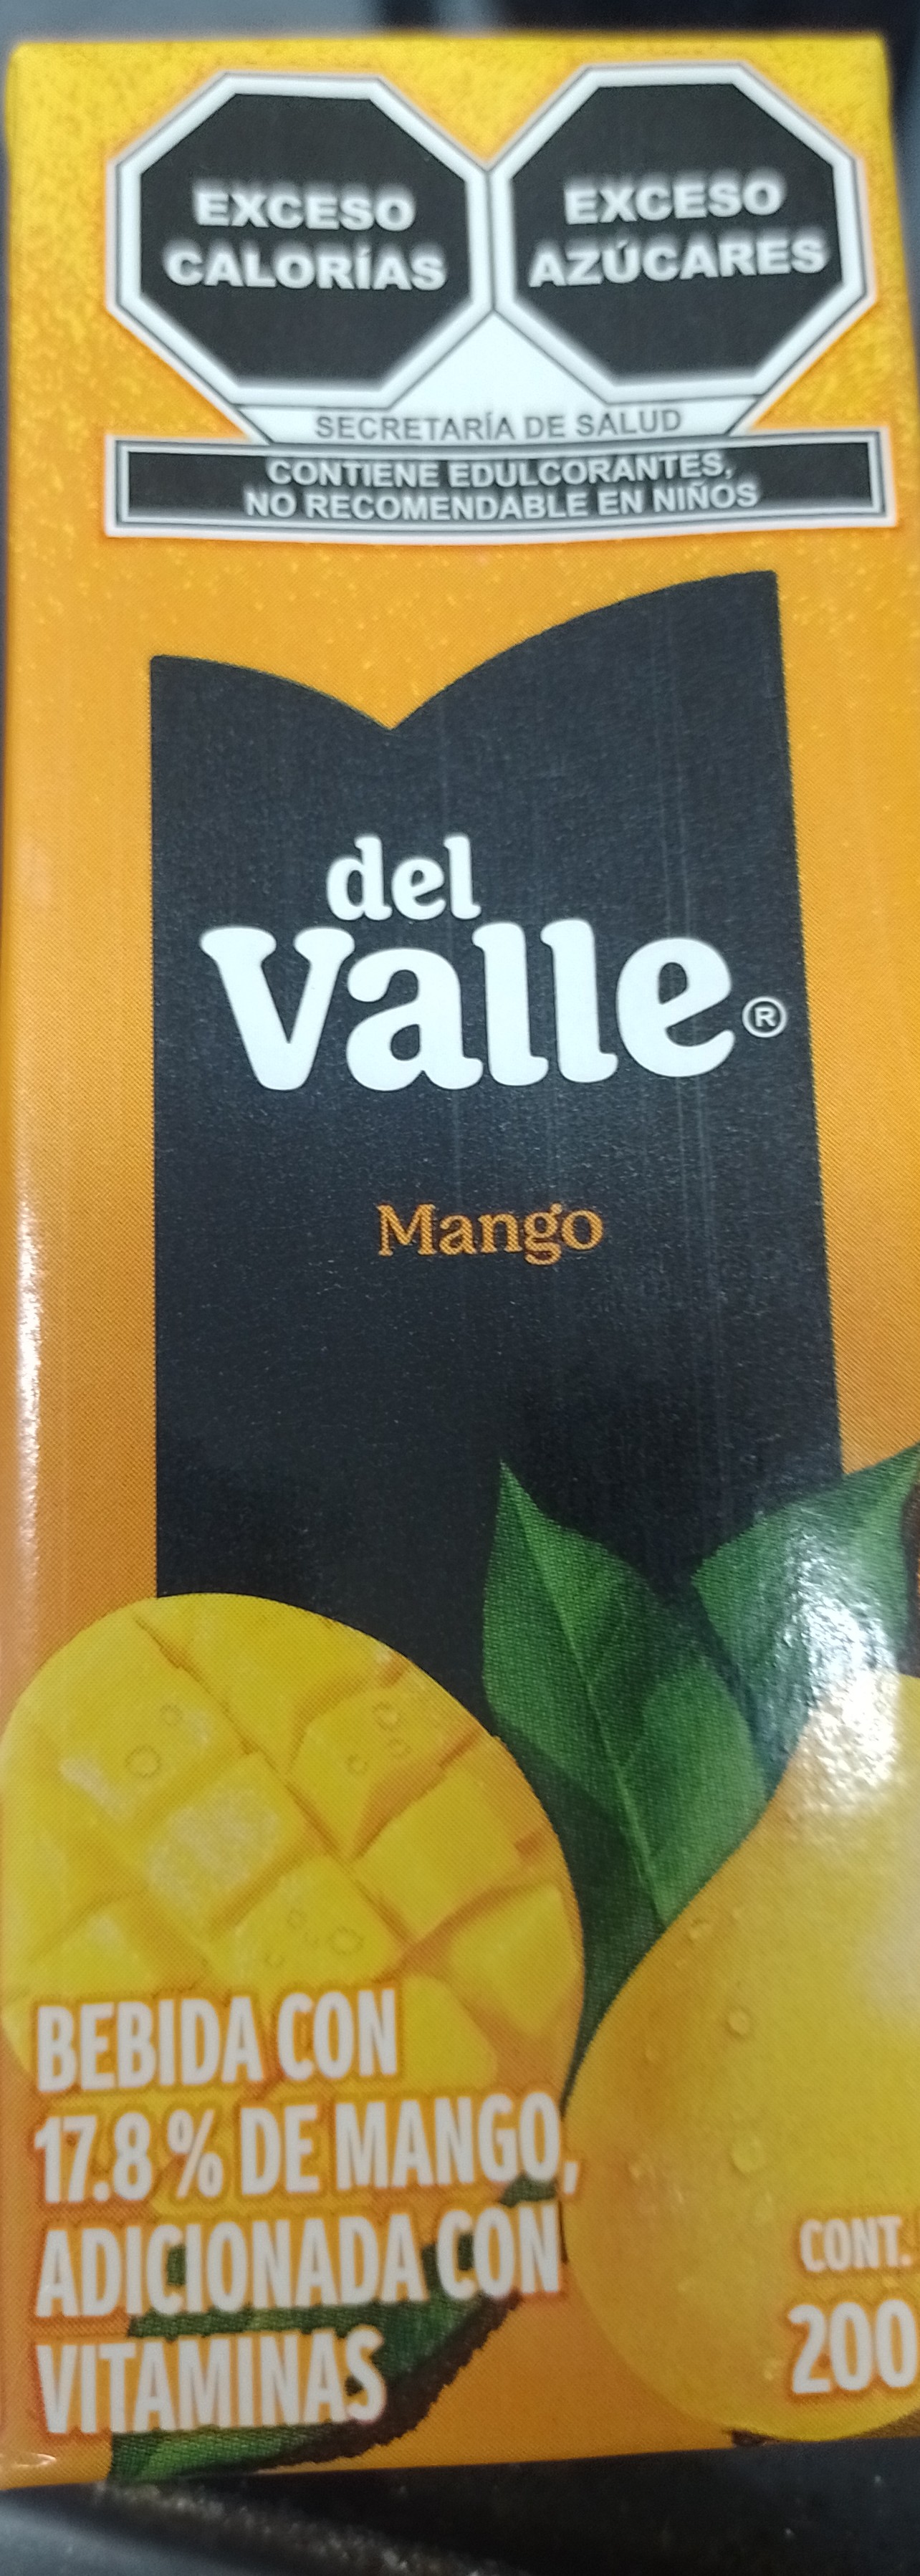 EXCESO
CALORÍAS
EXCESO
AZÚCARES
SECRETARÍA DE SALUD
CONTIENE EDULCORANTES,
NO RECOMENDABLE EN NIÑOS
del
Valle®
Mango
BEBIDA CON
17.8 % DE MANGO,
ADICIONADA CON
VITAMINAS
CONT.
200